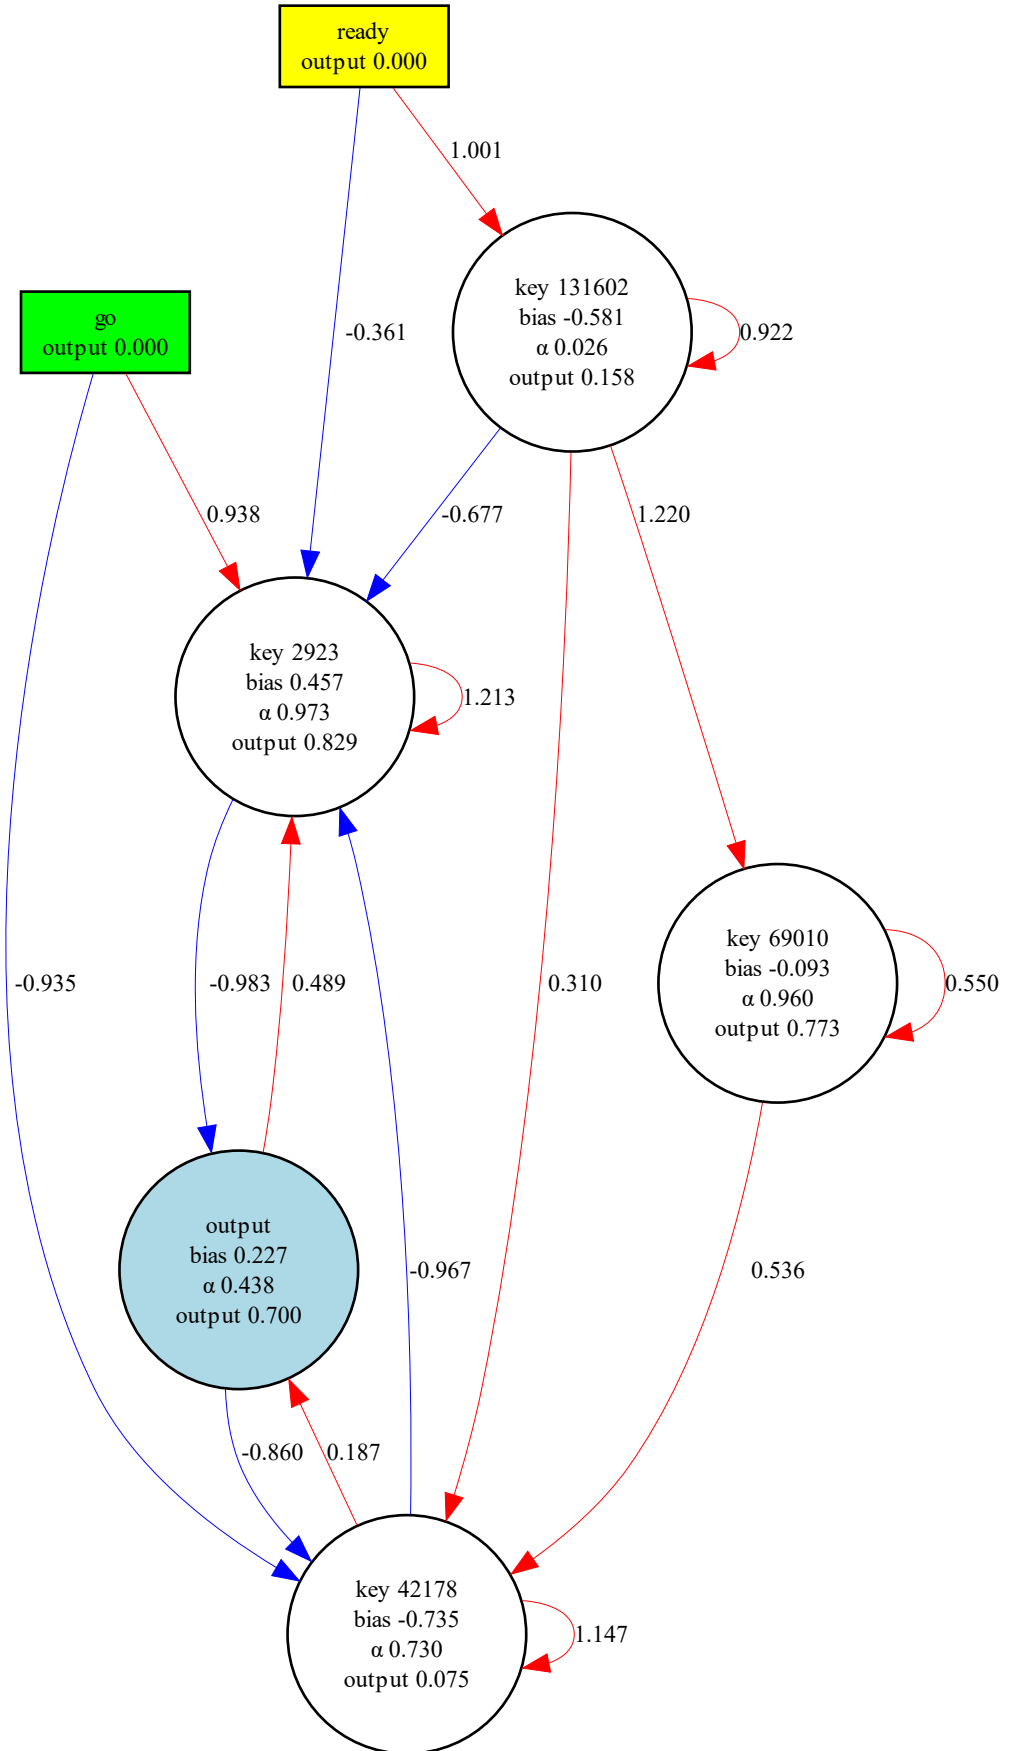 ready
output 0.000
1.001
key 131602
bias -0.581
α 0.026
output 0.158
0.922
go
output 0.000
-0.361
0.938
-0.677
1.220
key 2923
bias 0.457
α 0.973
output 0.829
1.213
key 69010
bias -0.093
α 0.960
output 0.773
0.550
-0.935
-0.983
0.489
0.310
output
bias 0.227
α 0.438
output 0.700
-0.967
0.536
-0.860
0.187
key 42178
bias -0.735
α 0.730
output 0.075
1.147